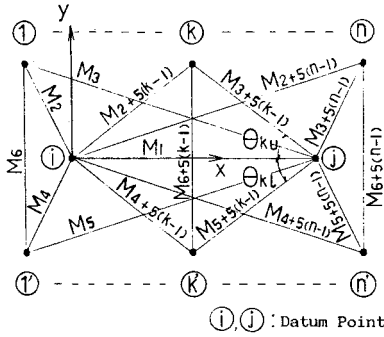 y
1 k n
M3
M2
M2+5(k-1)
M3+5(k-1)
M2+5(n-1)
M3+5(n-1)
M6
M6+5(k-1)
M6+5(n-1)
i
M1
x
θku
θkl
j
M4
M5
M4+5(k-1)
M5+5(k-1)
M4+5(n-1)
M5+5(n-1)
1' k' n'
i, j : Datum Point